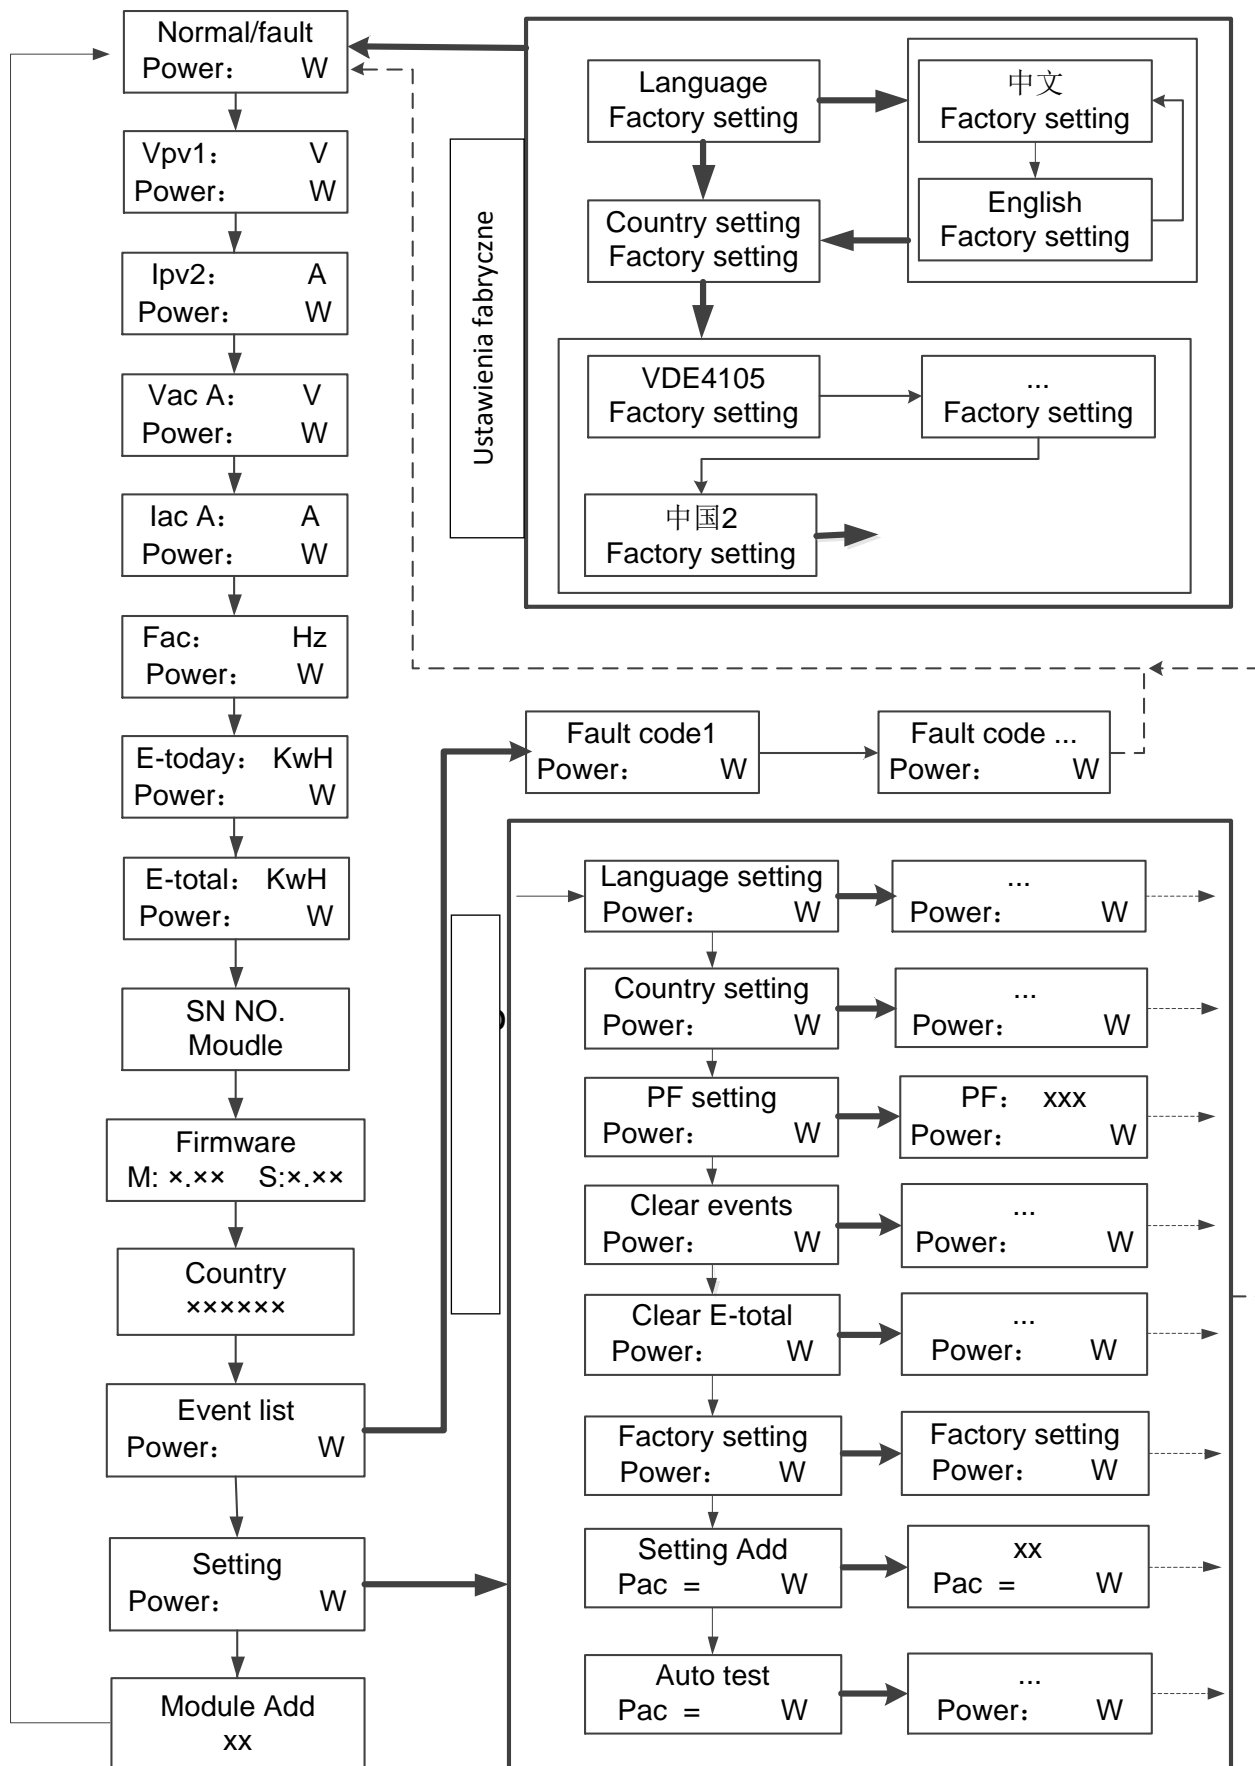 Normal/fault
Power： W
Vpv1： V
Power： W
Ipv2： A
Power： W
Vac A： V
Power： W
Iac A： A
Power： W
Fac： Hz
Power： W
E-today： KwH
Power： W
E-total： KwH
Power： W
SN NO.
Moudle
Firmware
M: ×.×× S:×.××
Country
××××××
Event list
Power： W
Setting
Power： W
Module Add
xx
Ustawienia fabryczne
Language
Factory setting
中文
Factory setting
English
Factory setting
Country setting
Factory setting
VDE4105
Factory setting
...
Factory setting
中国2
Factory setting
Fault code1
Power： W
Fault code ...
Power： W
Language setting
Power： W
...
Power： W
Country setting
Power： W
...
Power： W
PF setting
Power： W
PF： xxx
Power： W
Clear events
Power： W
...
Power： W
Clear E-total
Power： W
...
Power： W
Factory setting
Power： W
Factory setting
Power： W
Setting Add
Pac = W
xx
Pac = W
Auto test
Pac = W
...
Power： W